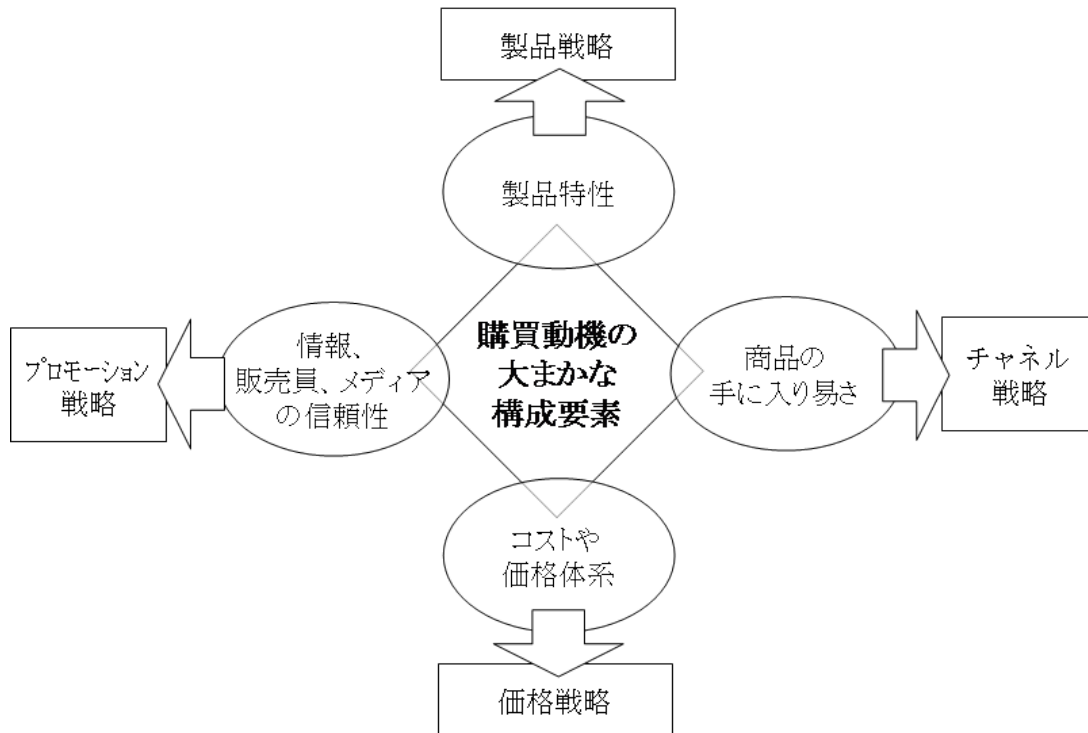 製品戦略
製品特性
プロモーション
戦略
情報、
販売員、メディア
の信頼性
購買動機の
大まかな
構成要素
商品の
手に入り易さ
チャネル
戦略
コストや
価格体系
価格戦略